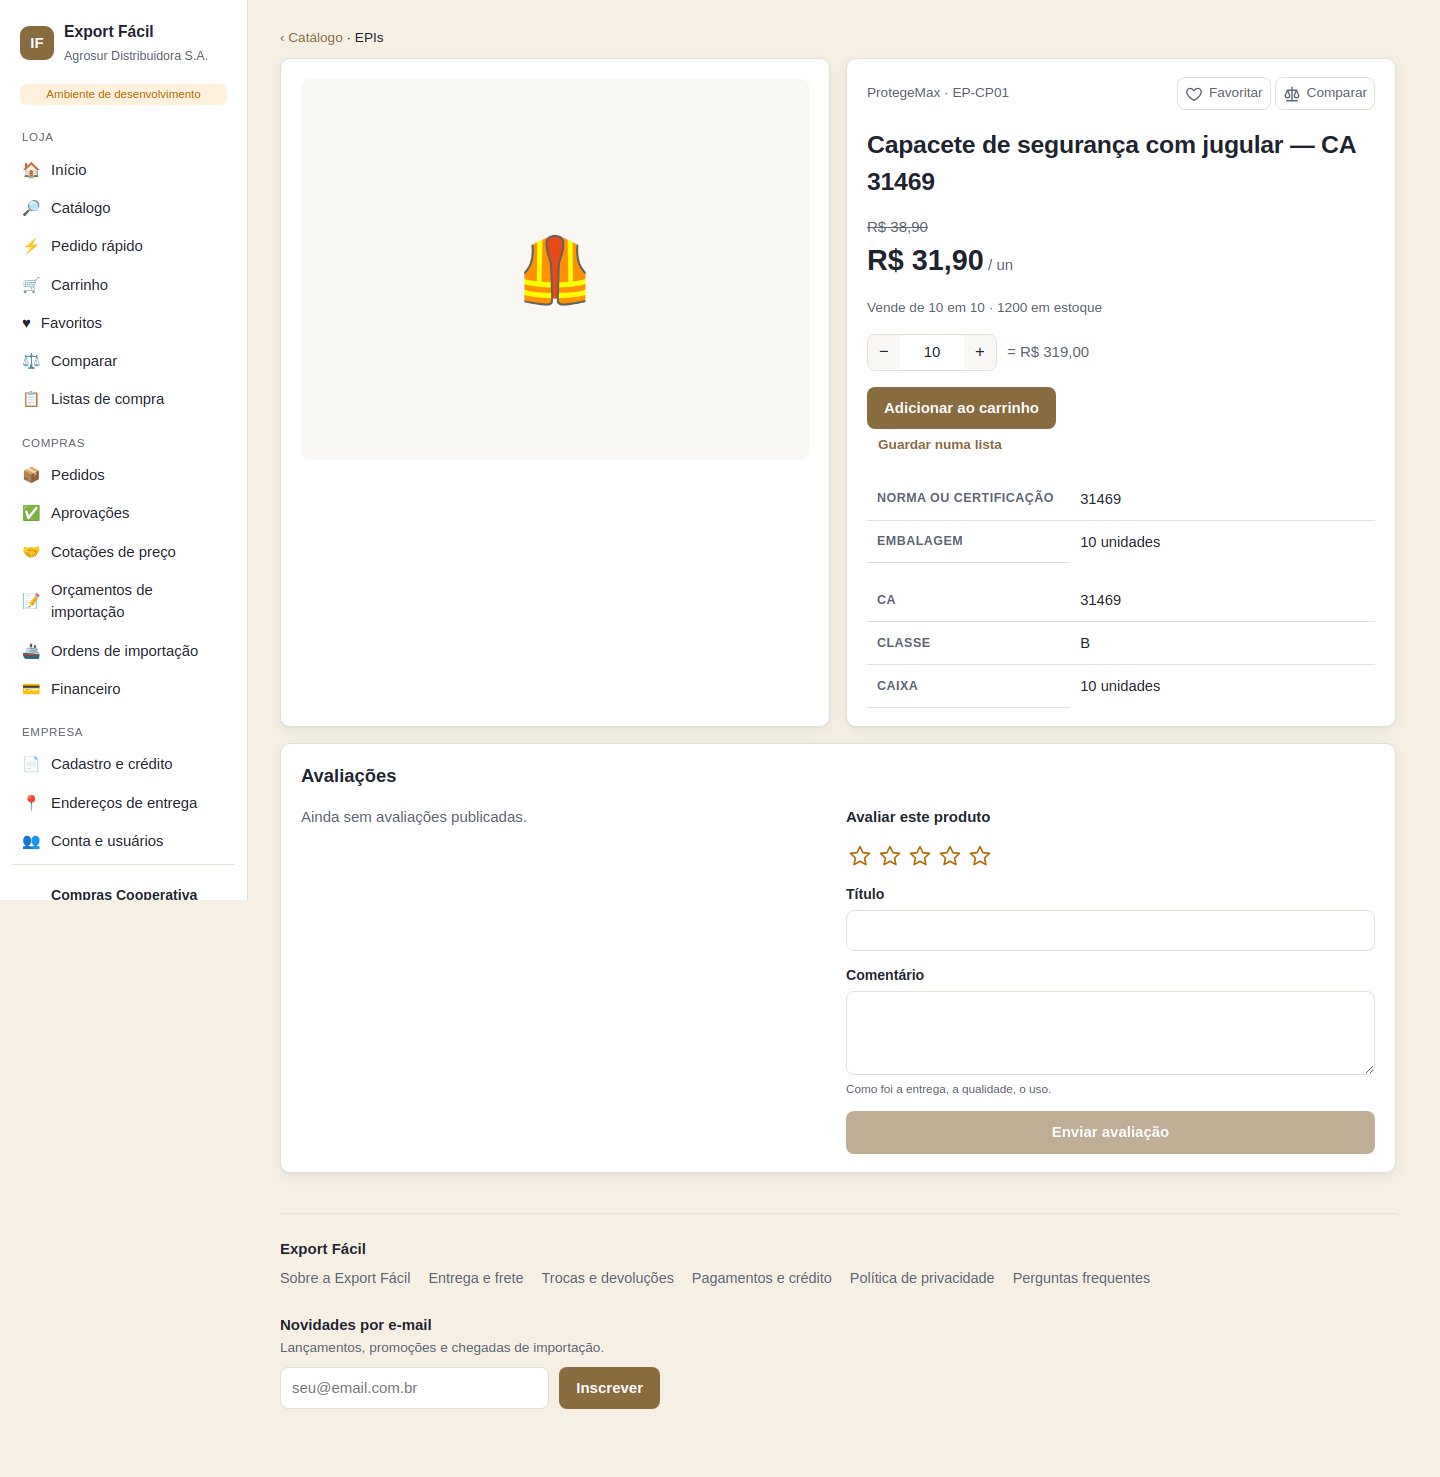 IF
Export Fácil
Agrosur Distribuidora S.A.
Ambiente de desenvolvimento
LOJA
Início
Catálogo
Pedido rápido
Carrinho
♥ Favoritos
Comparar
Listas de compra
COMPRAS
Pedidos
Aprovações
Cotações de preço
Orçamentos de
importação
Ordens de importação
Financeiro
EMPRESA
Cadastro e crédito
Endereços de entrega
Conta e usuários
Compras Cooperativa
‹ Catálogo · EPIs
ProtegeMax · EP-CP01
Favoritar
Comparar
Capacete de segurança com jugular — CA
31469
R$ 38,90
R$ 31,90 / un
Vende de 10 em 10 · 1200 em estoque
− 10 + = R$ 319,00
Adicionar ao carrinho
Guardar numa lista
NORMA OU CERTIFICAÇÃO 31469
EMBALAGEM 10 unidades
CA 31469
CLASSE B
CAIXA 10 unidades
Avaliações
Ainda sem avaliações publicadas.
Avaliar este produto
Título
Comentário
Como foi a entrega, a qualidade, o uso.
Enviar avaliação
Export Fácil
Sobre a Export Fácil Entrega e frete Trocas e devoluções Pagamentos e crédito Política de privacidade Perguntas frequentes
Novidades por e-mail
Lançamentos, promoções e chegadas de importação.
seu@email.com.br
Inscrever